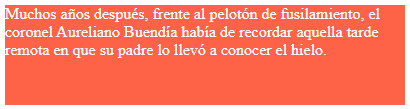 Muchos años después, frente al pelotón de fusilamiento, el
coronel Aureliano Buendía había de recordar aquella tarde
remota en que su padre lo llevó a conocer el hielo.